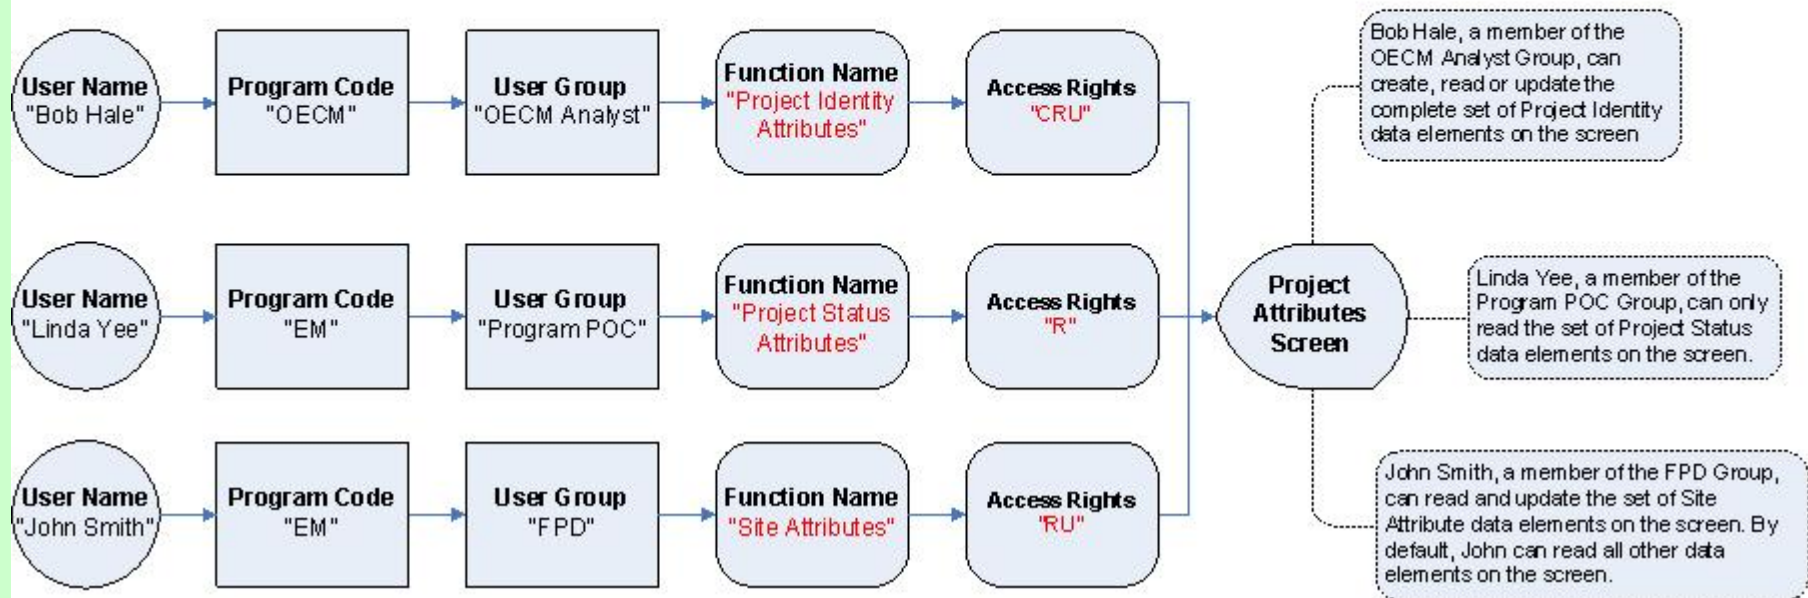 User Name
"Bob Hale"
Program Code
"OECM"
User Group
"OECM Analyst"
Function Name
"Project Identity
Attributes"
Access Rights
"CRU"
Bob Hale, a member of the
OECM Analyst Group, can
create, read or update the
complete set of Project Identity
data elements on the screen
User Name
"Linda Yee"
Program Code
"EM"
User Group
"Program POC"
Function Name
"Project Status
Attributes"
Access Rights
"R"
Project
Attributes
Screen
Linda Yee, a member of the
Program POC Group, can only
read the set of Project Status
data elements on the screen.
User Name
"John Smith"
Program Code
"EM"
User Group
"FPD"
Function Name
"Site Attributes"
Access Rights
"RU"
John Smith, a member of the FPD Group,
can read and update the set of Site
Attribute data elements on the screen. By
default, John can read all other data
elements on the screen.